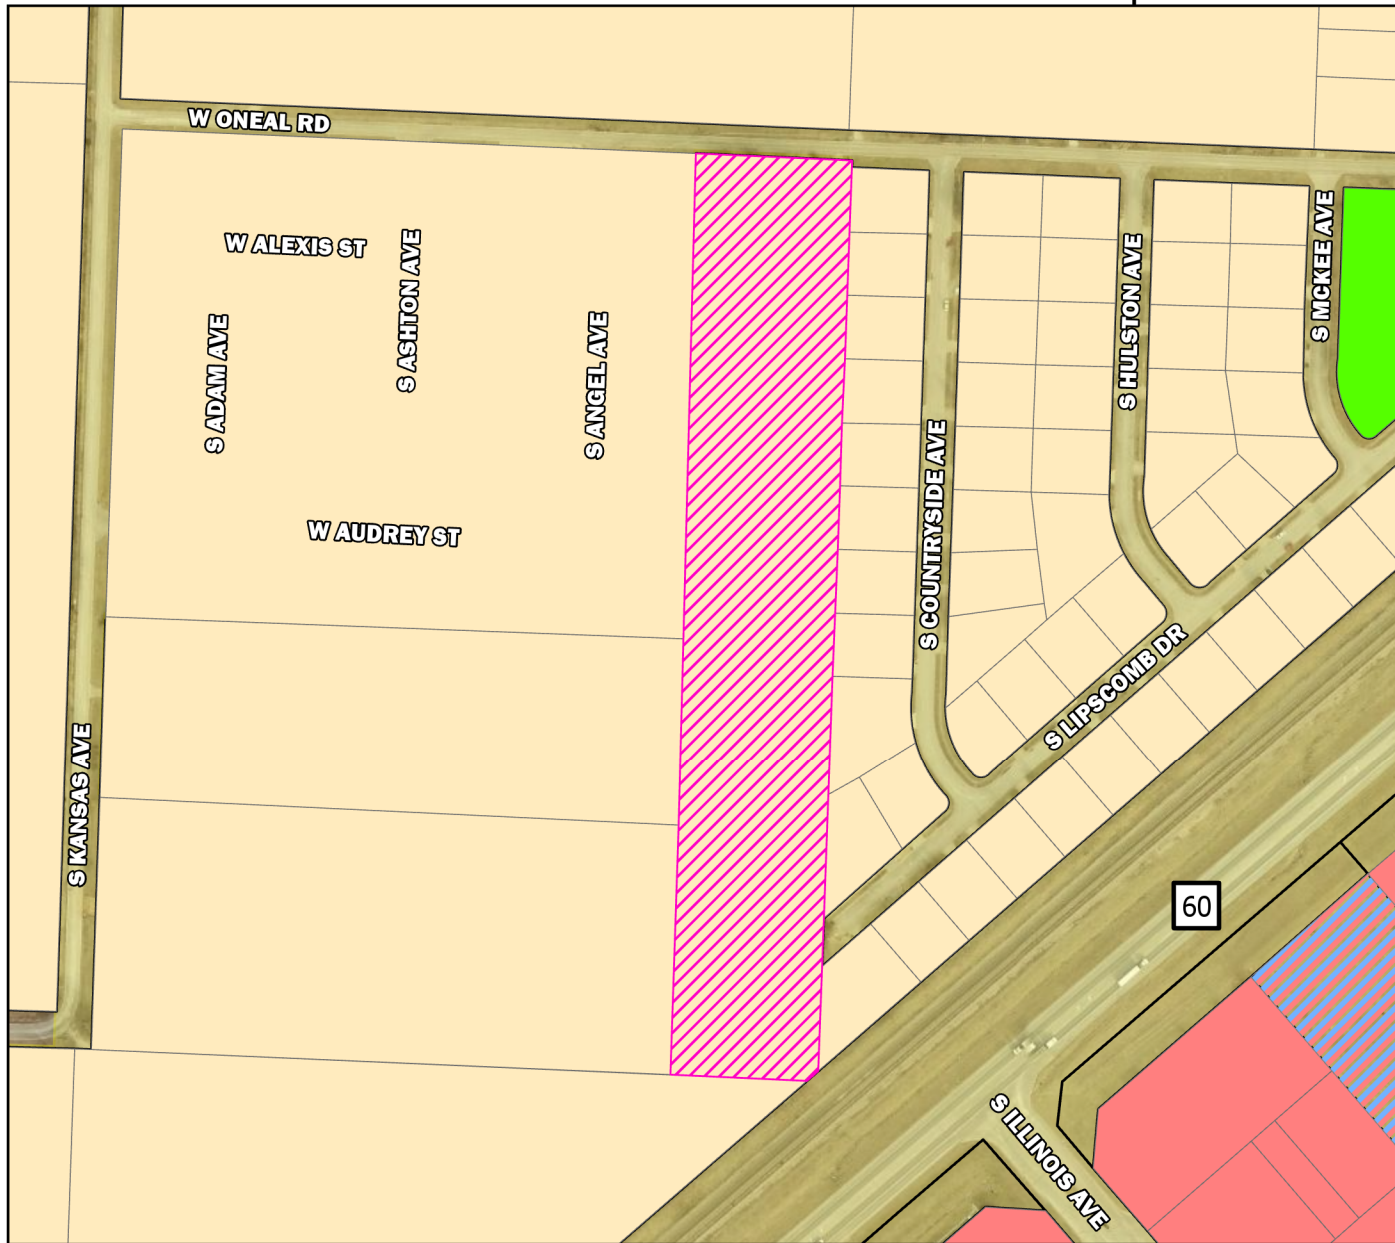 W ONEAL RD
W ALEXIS ST
S ASHTON AVE
S ADAM AVE
S ANGEL AVE
W AUDREY ST
S KANSAS AVE
S COUNTRYSIDE AVE
S HULSTON AVE
S MCKEE AVE
S LIPSCOMB DR
60
S ILLINOIS AVE